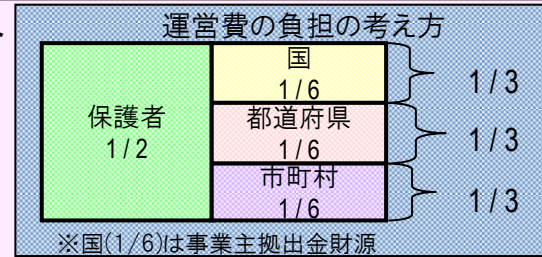 運営費の負担の考え方
保護者
1/2
国
1/6
1/3
都道府県
1/6
1/3
市町村
1/6
1/3
※国(1/6)は事業主拠出金財源